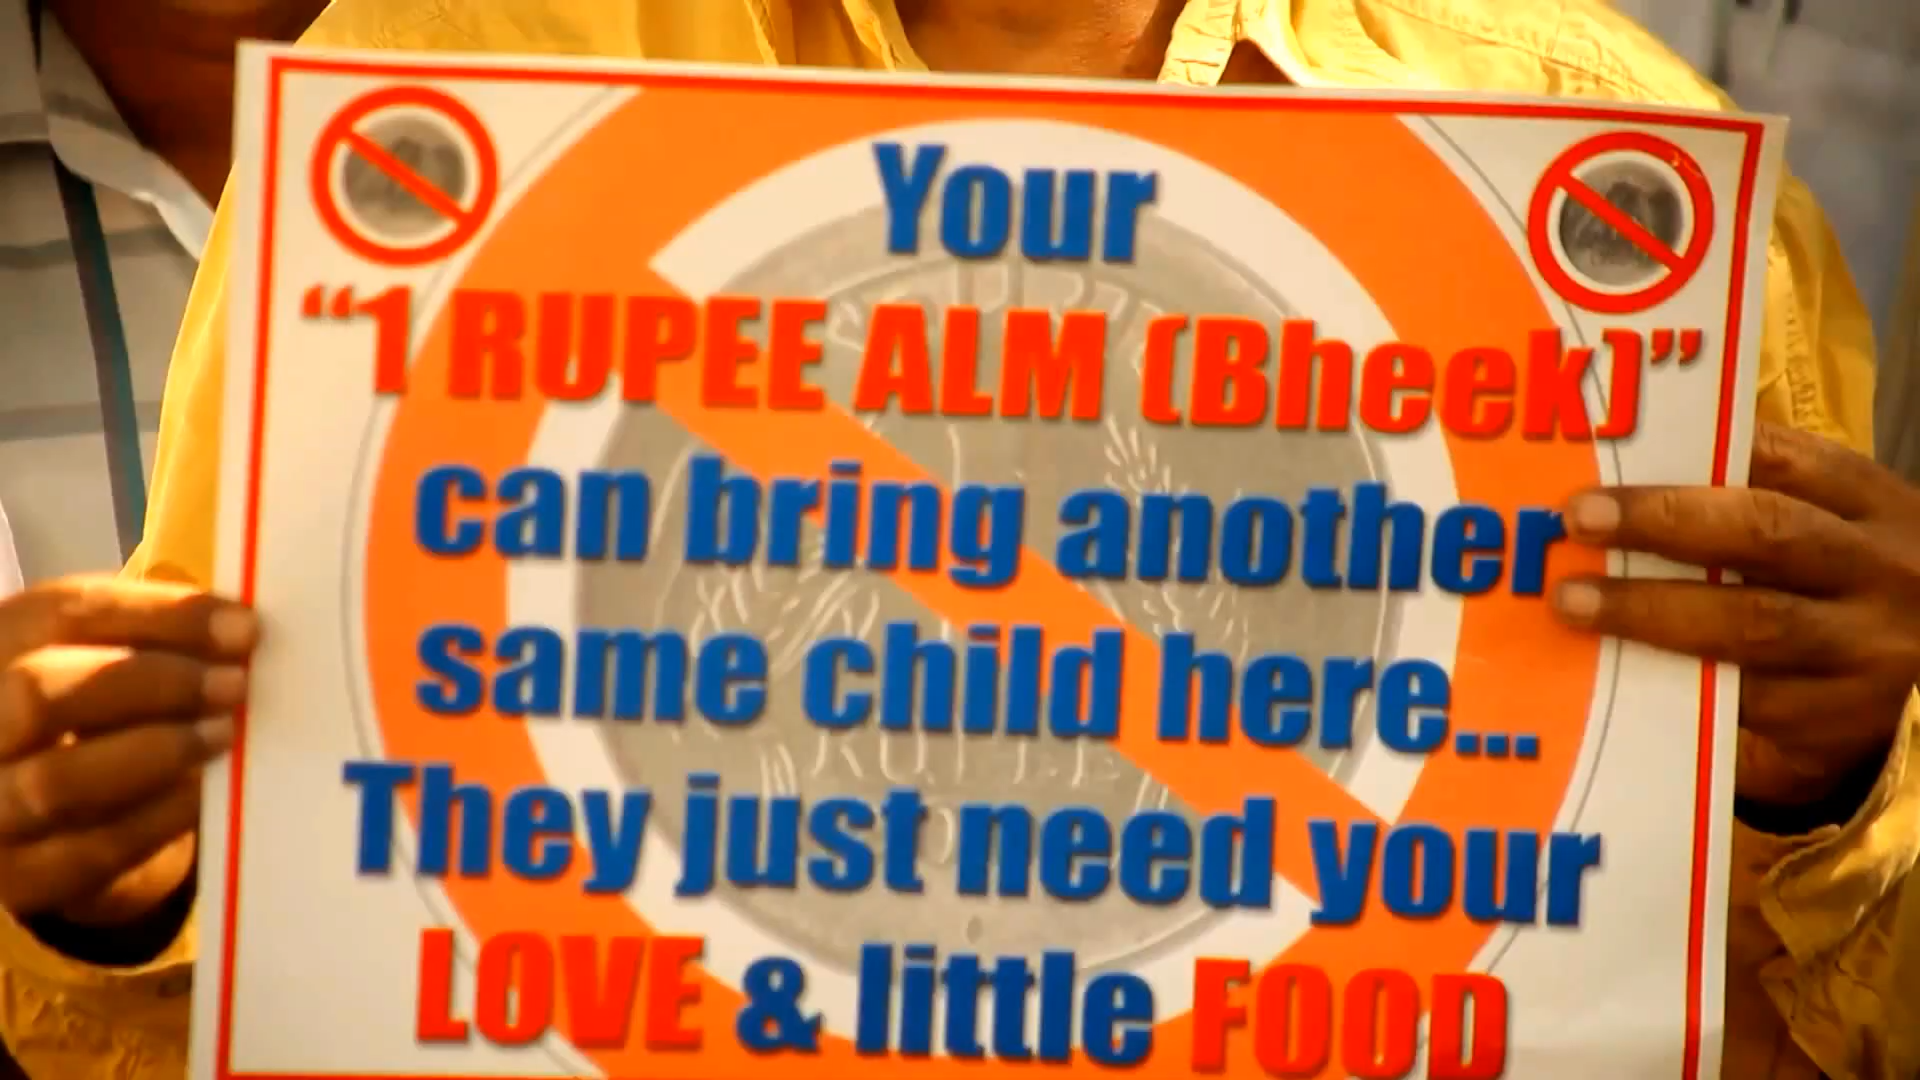 Your
“1 RUPEE ALM (Bheek)”
can bring another
same child here...
They just need your
LOVE & little FOOD